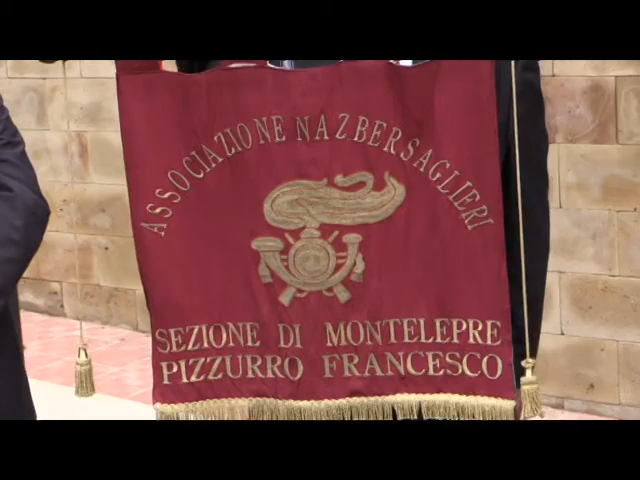 ASSOCIAZIONE NAZ BERSAGLIERI
SEZIONE DI MONTELEPRE
PIZZURRO FRANCESCO